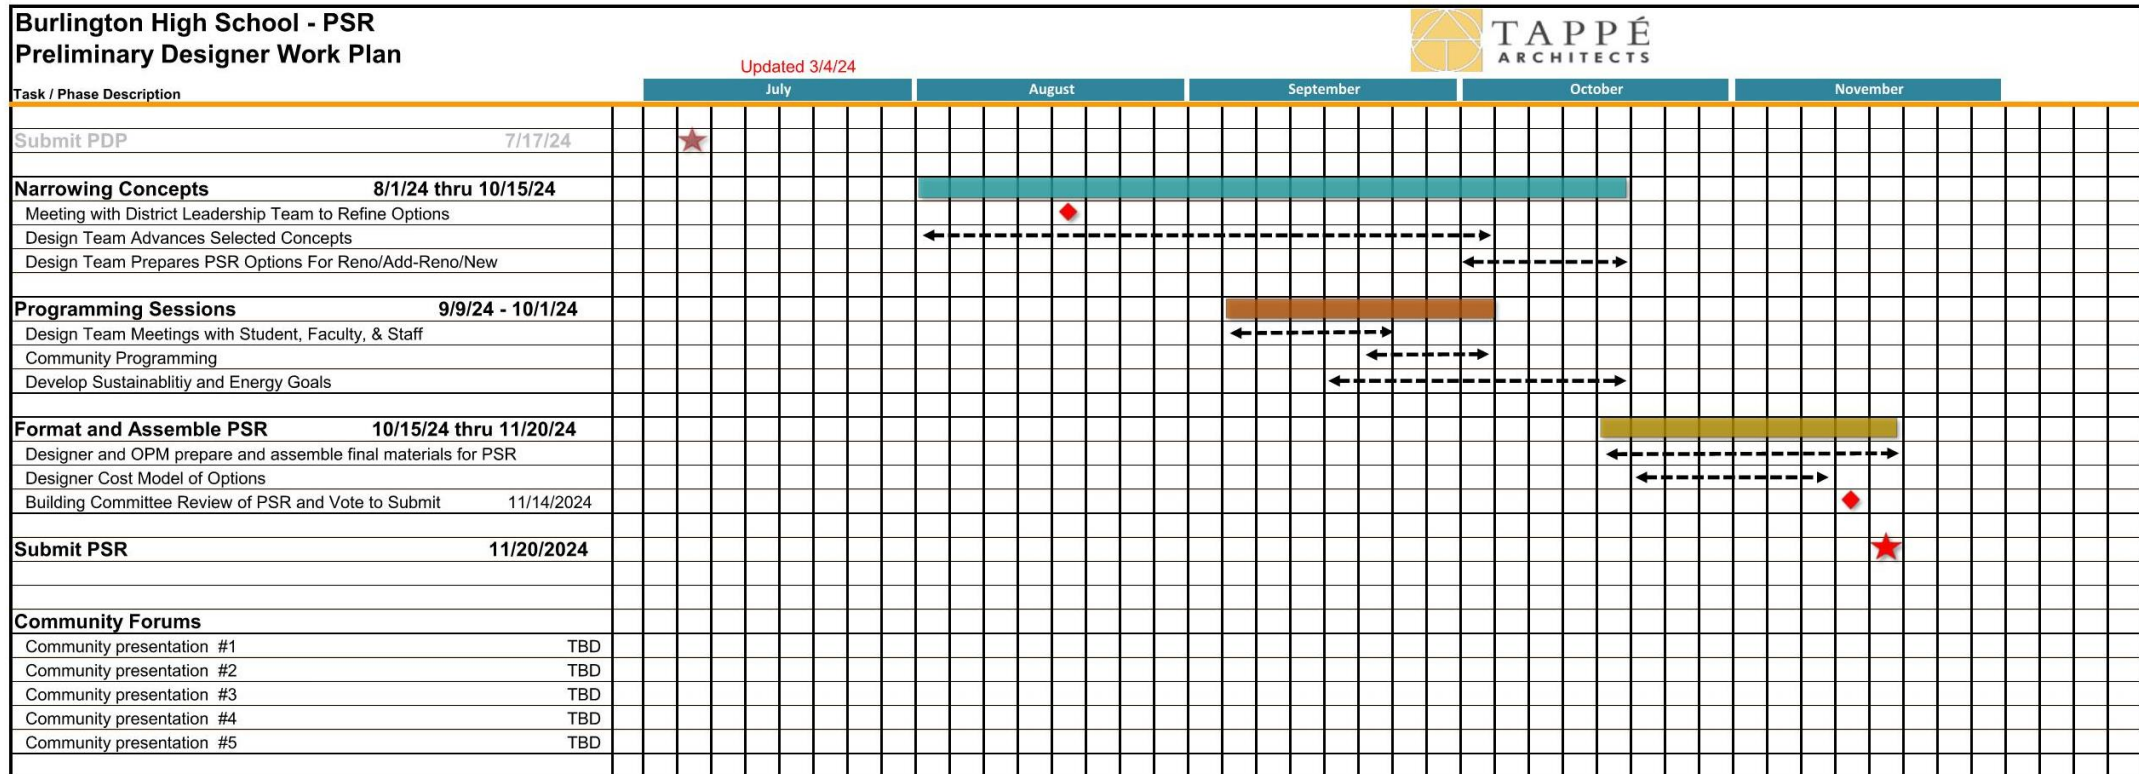 Burlington High School - PSR
Preliminary Designer Work Plan
TAPPÉ
ARCHITECTS
Updated 3/4/24
Task / Phase Description July August September October November
Submit PDP 7/17/24
Narrowing Concepts 8/1/24 thru 10/15/24
Meeting with District Leadership Team to Refine Options
Design Team Advances Selected Concepts
Design Team Prepares PSR Options For Reno/Add-Reno/New
Programming Sessions 9/9/24 - 10/1/24
Design Team Meetings with Student, Faculty, & Staff
Community Programming
Develop Sustainablitiy and Energy Goals
Format and Assemble PSR 10/15/24 thru 11/20/24
Designer and OPM prepare and assemble final materials for PSR
Designer Cost Model of Options
Building Committee Review of PSR and Vote to Submit 11/14/2024
Submit PSR 11/20/2024
Community Forums
Community presentation #1 TBD
Community presentation #2 TBD
Community presentation #3 TBD
Community presentation #4 TBD
Community presentation #5 TBD